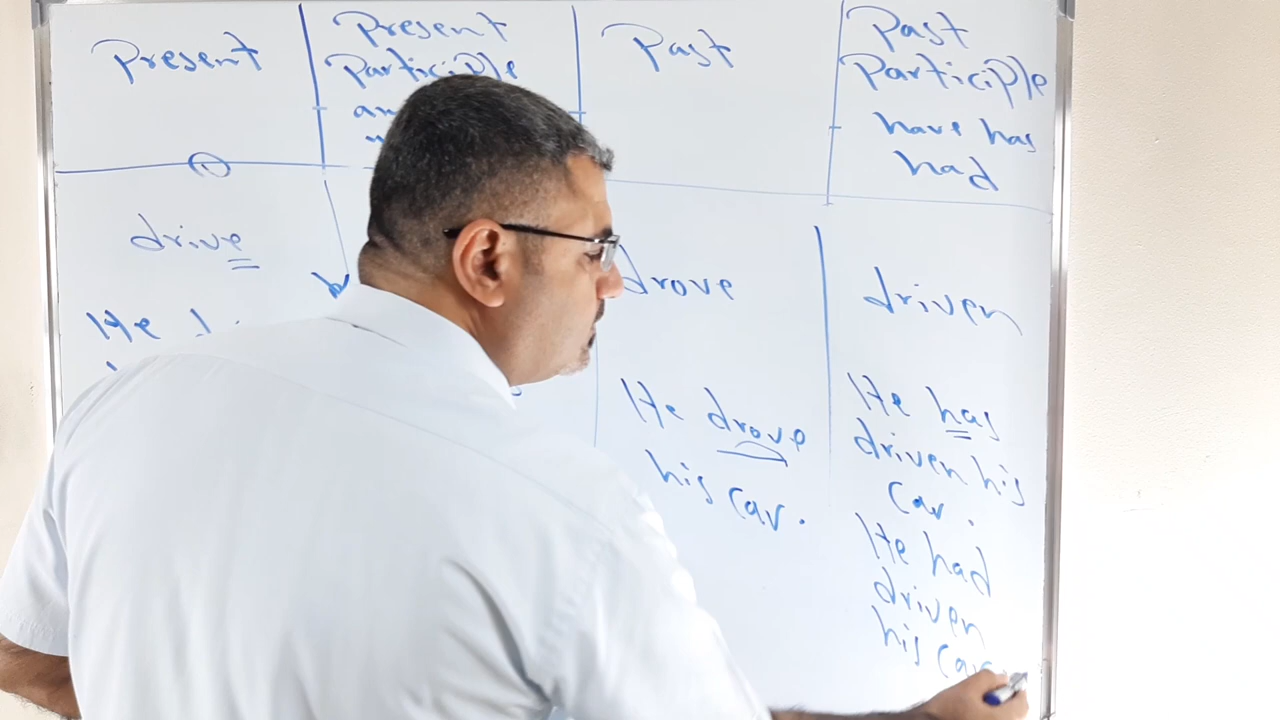 Present
Present
Participle
Past
Past
Participle
have has
had
drive
He
drove
He drove
his car.
driven
He has
driven his
car.
He had
driven
his car